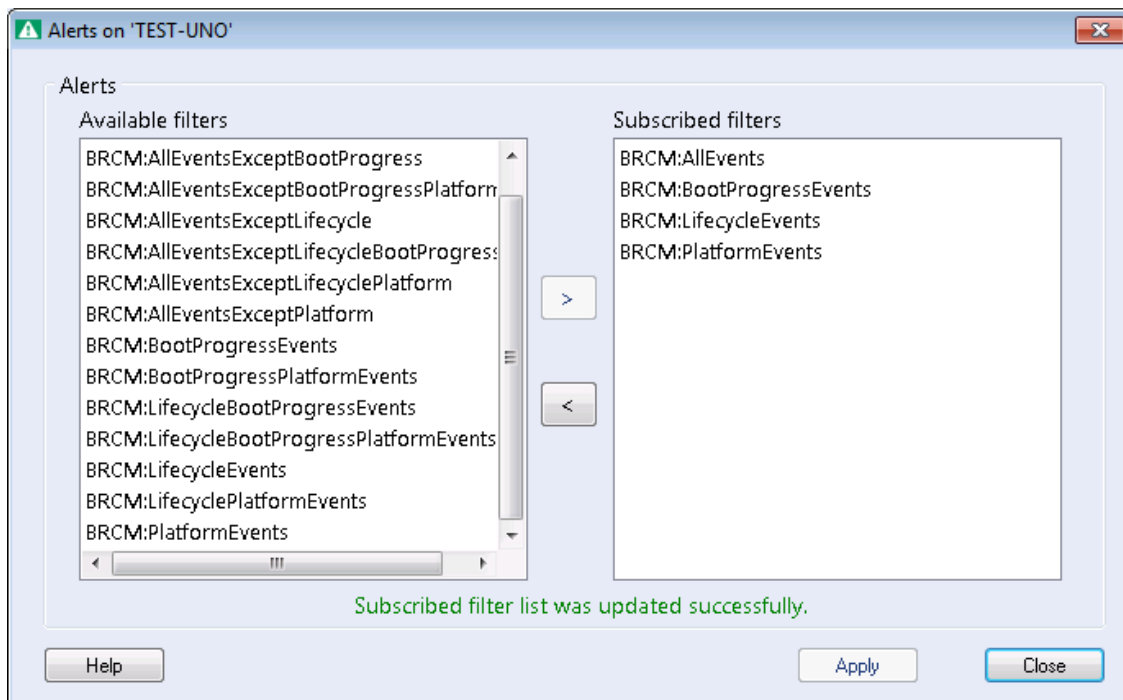 Alerts on 'TEST-UNO'
Alerts
Available filters
BRCM:AllEventsExceptBootProgress
BRCM:AllEventsExceptBootProgressPlatform
BRCM:AllEventsExceptLifecycle
BRCM:AllEventsExceptLifecycleBootProgress
BRCM:AllEventsExceptLifecyclePlatform
BRCM:AllEventsExceptPlatform
BRCM:BootProgressEvents
BRCM:BootProgressPlatformEvents
BRCM:LifecycleBootProgressEvents
BRCM:LifecycleBootProgressPlatformEvents
BRCM:LifecycleEvents
BRCM:LifecyclePlatformEvents
BRCM:PlatformEvents
>
<
Subscribed filters
BRCM:AllEvents
BRCM:BootProgressEvents
BRCM:LifecycleEvents
BRCM:PlatformEvents
Subscribed filter list was updated successfully.
Help
Apply
Close